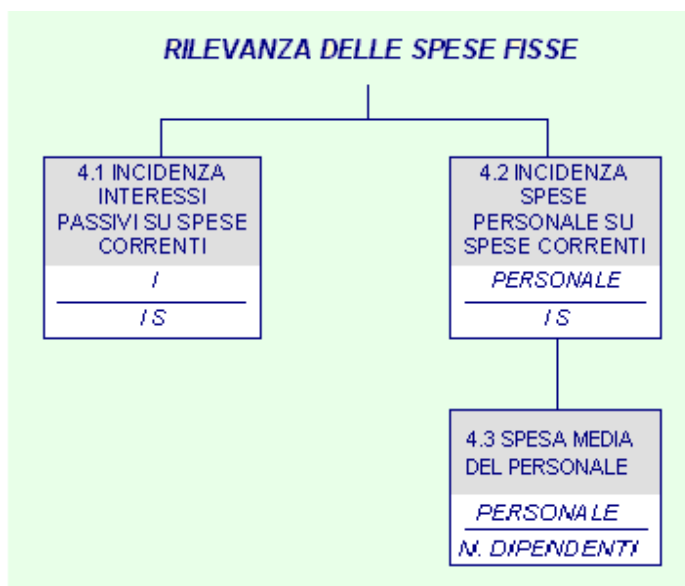 RILEVANZA DELLE SPESE FISSE
4.1 INCIDENZA
INTERESSI
PASSIVI SU SPESE
CORRENTI
I
I S
4.2 INCIDENZA
SPESE
PERSONALE SU
SPESE CORRENTI
PERSONALE
I S
4.3 SPESA MEDIA
DEL PERSONALE
PERSONALE
N. DIPENDENTI